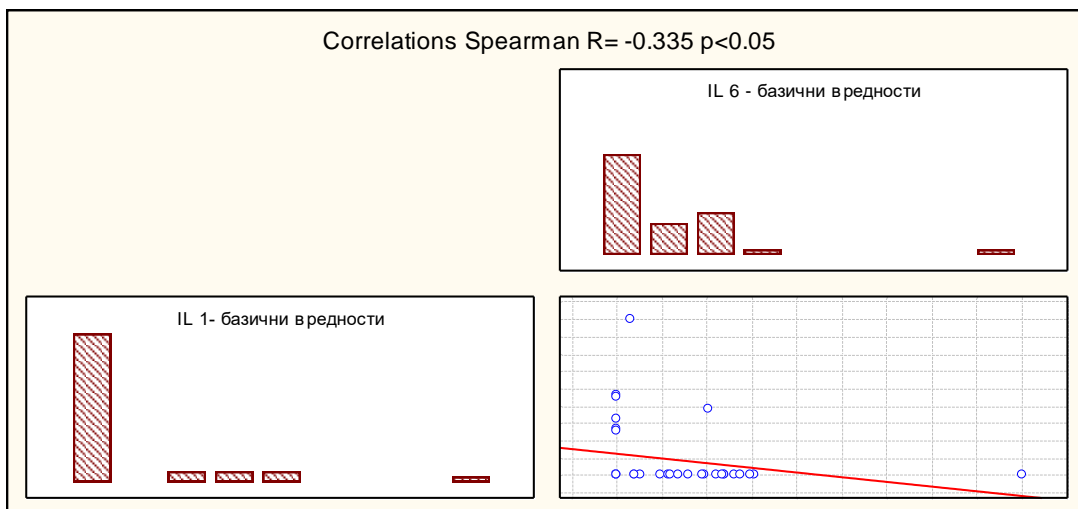 Correlations Spearman R= -0.335 p<0.05
IL 6 - базични вредности
IL 1- базични вредности